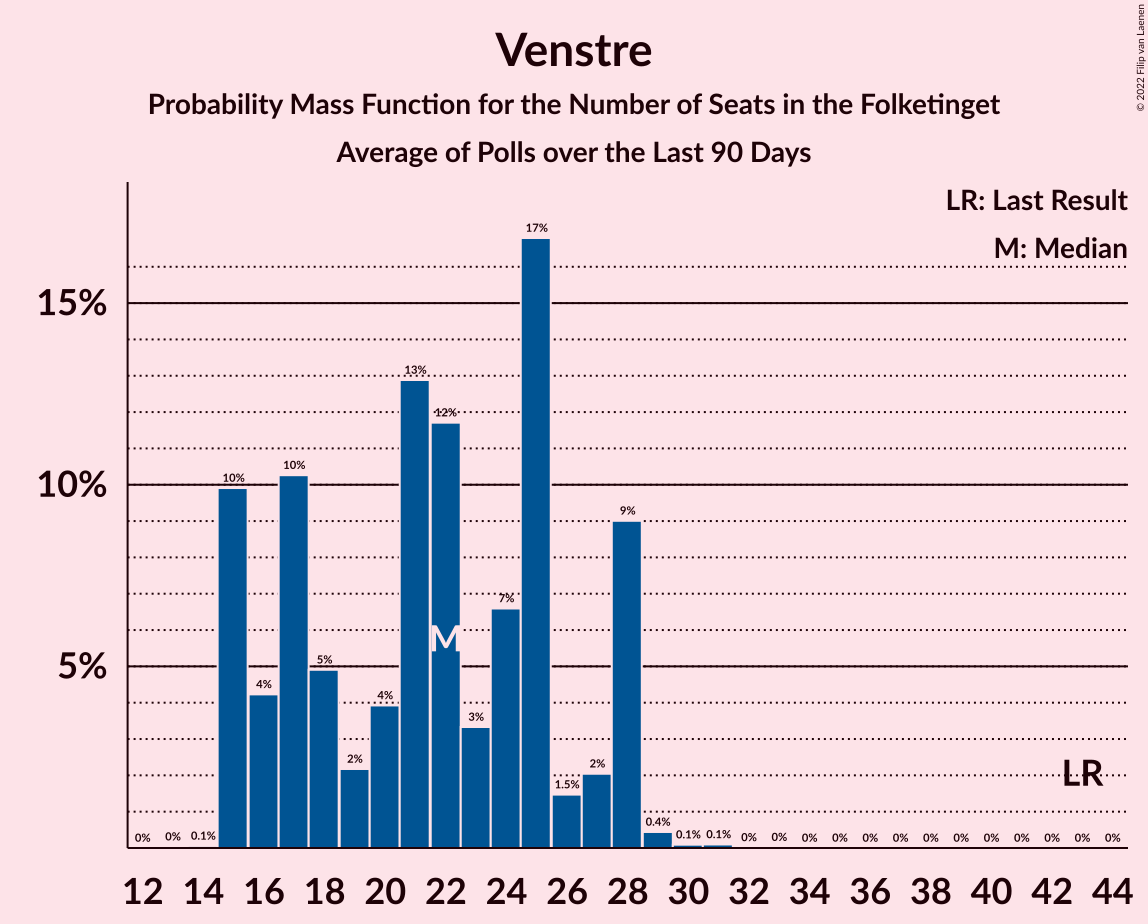 Venstre
Probability Mass Function for the Number of Seats in the Folketinget
Average of Polls over the Last 90 Days
© 2022 Filip van Laenen
LR: Last Result
M: Median
15%
10%
5%
0% 0% 0.1% 10% 4% 10% 5% 2% 4% 13% 12% 3% 7% 17% 1.5% 2% 9% 0.4% 0.1% 0.1% 0% 0% 0% 0% 0% 0% 0% 0% 0% 0% 0% 0% 0%
M
LR
12 14 16 18 20 22 24 26 28 30 32 34 36 38 40 42 44